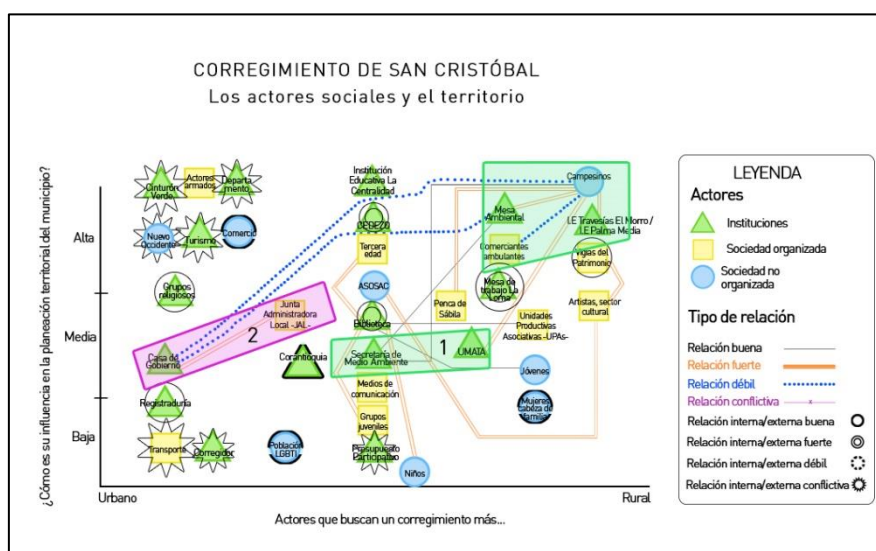 CORREGIMIENTO DE SAN CRISTÓBAL
Los actores sociales y el territorio
¿Cómo es su influencia en la planeación territorial del municipio?
Alta
Media
Baja
Urbano
Rural
Actores que buscan un corregimiento más...
Cinturón
Verde
Actores
armados
Departa
mento
Nuevo
Occidente
Turismo
Comercio
Grupos
religiosos
Institución
Educativa La
Centralidad
CEDEZO
Tercera
edad
ASOSAC
Biblioteca
Campesinos
Mesa
Ambiental
I.E Travesías El Morro /
I.E Palma Media
Comerciantes
ambulantes
Vigías del
Patrimonio
Mesa de
trabajo La
Loma
Penca de
Sábila
Artistas, sector
cultural
Unidades
Productivas
Asociativas -UPAs-
Junta
Administradora
Local -JAL-
2
Casa de
Gobierno
Corantioquia
Secretaría de
Medio Ambiente
1
UMATA
Jóvenes
Medios de
comunicación
Mujeres
cabeza de
familia
Registraduría
Grupos
juveniles
Transporte
Corregidor
Población
LGBTI
Presupuesto
Participativo
Niños
LEYENDA
Actores
Instituciones
Sociedad organizada
Sociedad no
organizada
Tipo de relación
Relación buena
Relación fuerte
Relación débil
Relación conflictiva
Relación interna/externa buena
Relación interna/externa fuerte
Relación interna/externa débil
Relación interna/externa conflictiva